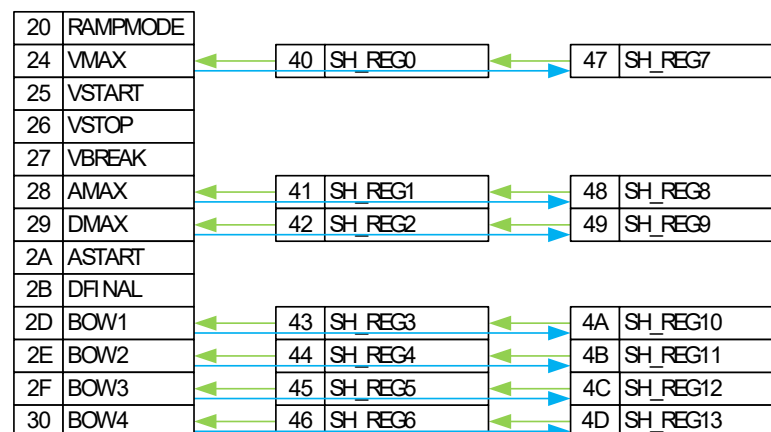 20 RAMPMODE
24 VMAX 40 SH_REG0 47 SH_REG7
25 VSTART
26 VSTOP
27 VBREAK
28 AMAX 41 SH_REG1 48 SH_REG8
29 DMAX 42 SH_REG2 49 SH_REG9
2A ASTART
2B DFINAL
2D BOW1 43 SH_REG3 4A SH_REG10
2E BOW2 44 SH_REG4 4B SH_REG11
2F BOW3 45 SH_REG5 4C SH_REG12
30 BOW4 46 SH_REG6 4D SH_REG13